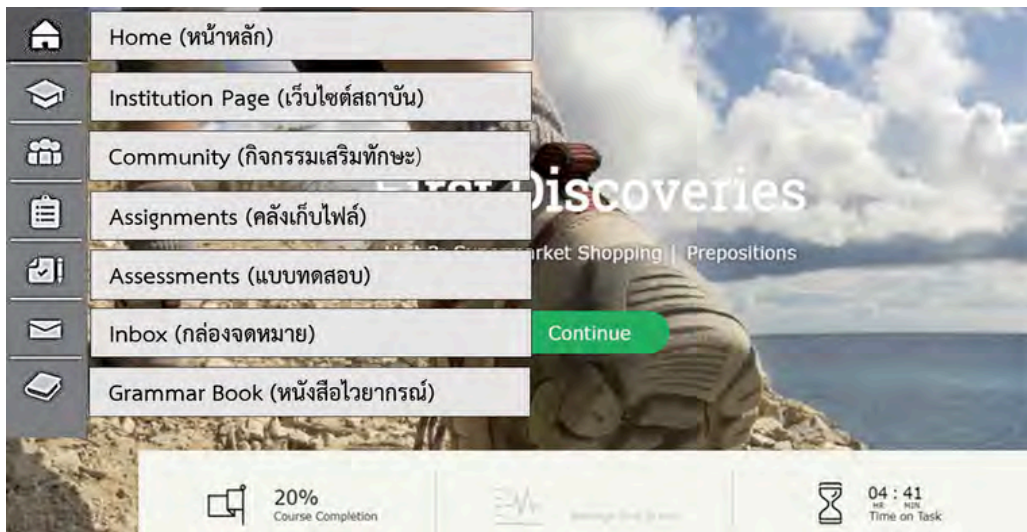 Home (หน้าหลัก)
Institution Page (เว็บไซต์สถาบัน)
Community (กิจกรรมเสริมทักษะ)
Discoveries
Assignments (คลังเก็บไฟล์)
Shopping | Prepositions
Assessments (แบบทดสอบ)
Inbox (กล่องจดหมาย)
Continue
Grammar Book (หนังสือไวยากรณ์)
20%
Course Completion
04 : 41
HR MIN
Time on Task